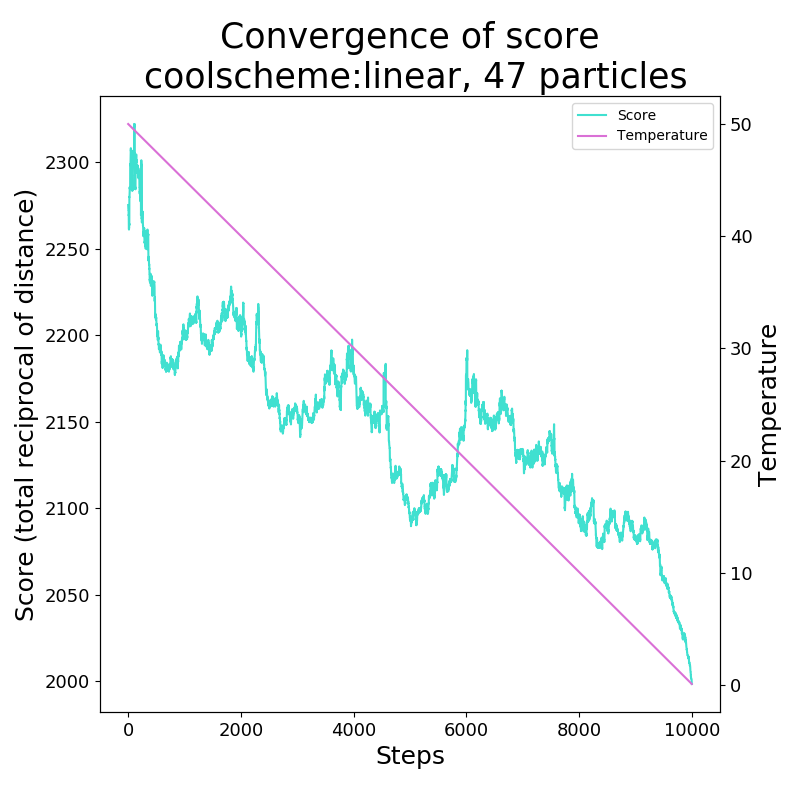 Convergence of score
coolscheme:linear, 47 particles
Score
Temperature
Score (total reciprocal of distance)
2300
2250
2200
2150
2100
2050
2000
50
40
30
20
10
0
Temperature
0 2000 4000 6000 8000 10000
Steps